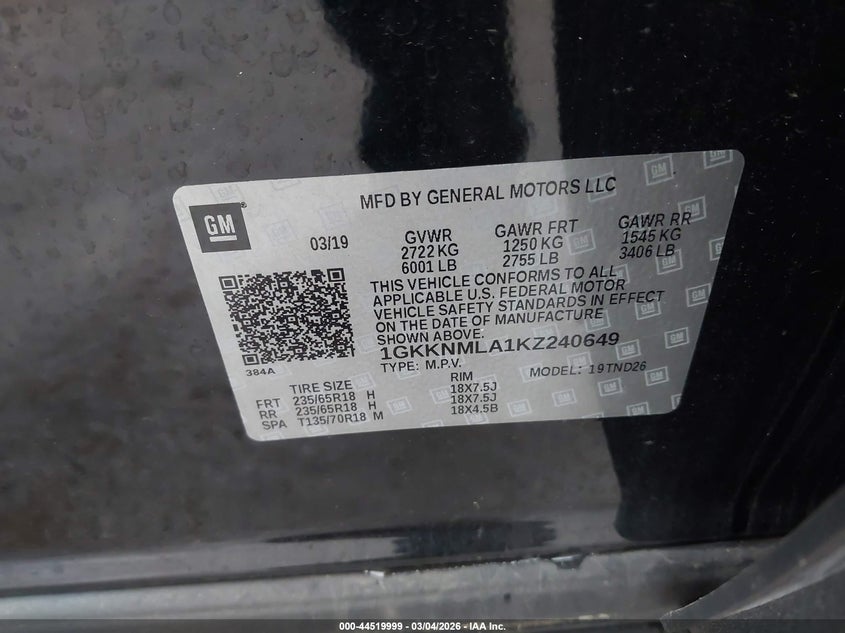 MFD BY GENERAL MOTORS LLC
GM
03/19
GVWR GAWR FRT GAWR RR
2722 KG 1250 KG 1545 KG
6001 LB 2755 LB 3406 LB
THIS VEHICLE CONFORMS TO ALL
APPLICABLE U.S. FEDERAL MOTOR
VEHICLE SAFETY STANDARDS IN EFFECT
ON THE DATE OF MANUFACTURE
SHOWN ABOVE.
1GKKNMLA1KZ240649
TYPE: M.P.V. MODEL: 19TND26
384A
TIRE SIZE RIM
FRT 235/65R18 H 18X7.5J
RR 235/65R18 H 18X7.5J
SPA T135/70R18 M 18X4.5B
000-44519999 | 03/04/2026 – IAA Inc.